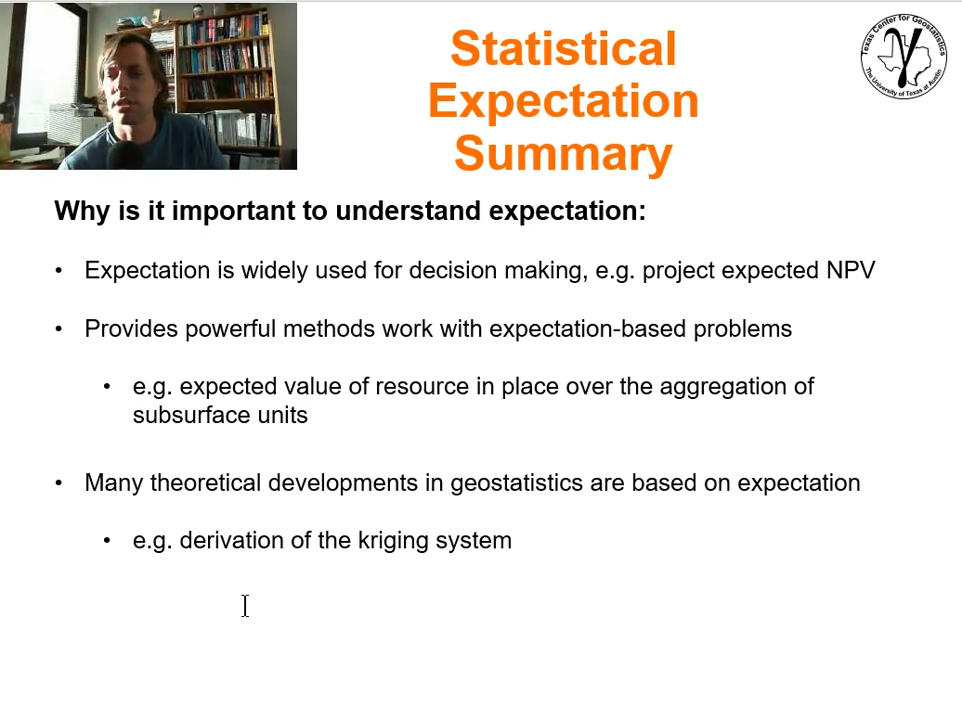 Statistical
Expectation
Summary
Texas Center for Geostatistics
The University of Texas at Austin
Why is it important to understand expectation:
• Expectation is widely used for decision making, e.g. project expected NPV
• Provides powerful methods work with expectation-based problems
• e.g. expected value of resource in place over the aggregation of
subsurface units
• Many theoretical developments in geostatistics are based on expectation
• e.g. derivation of the kriging system